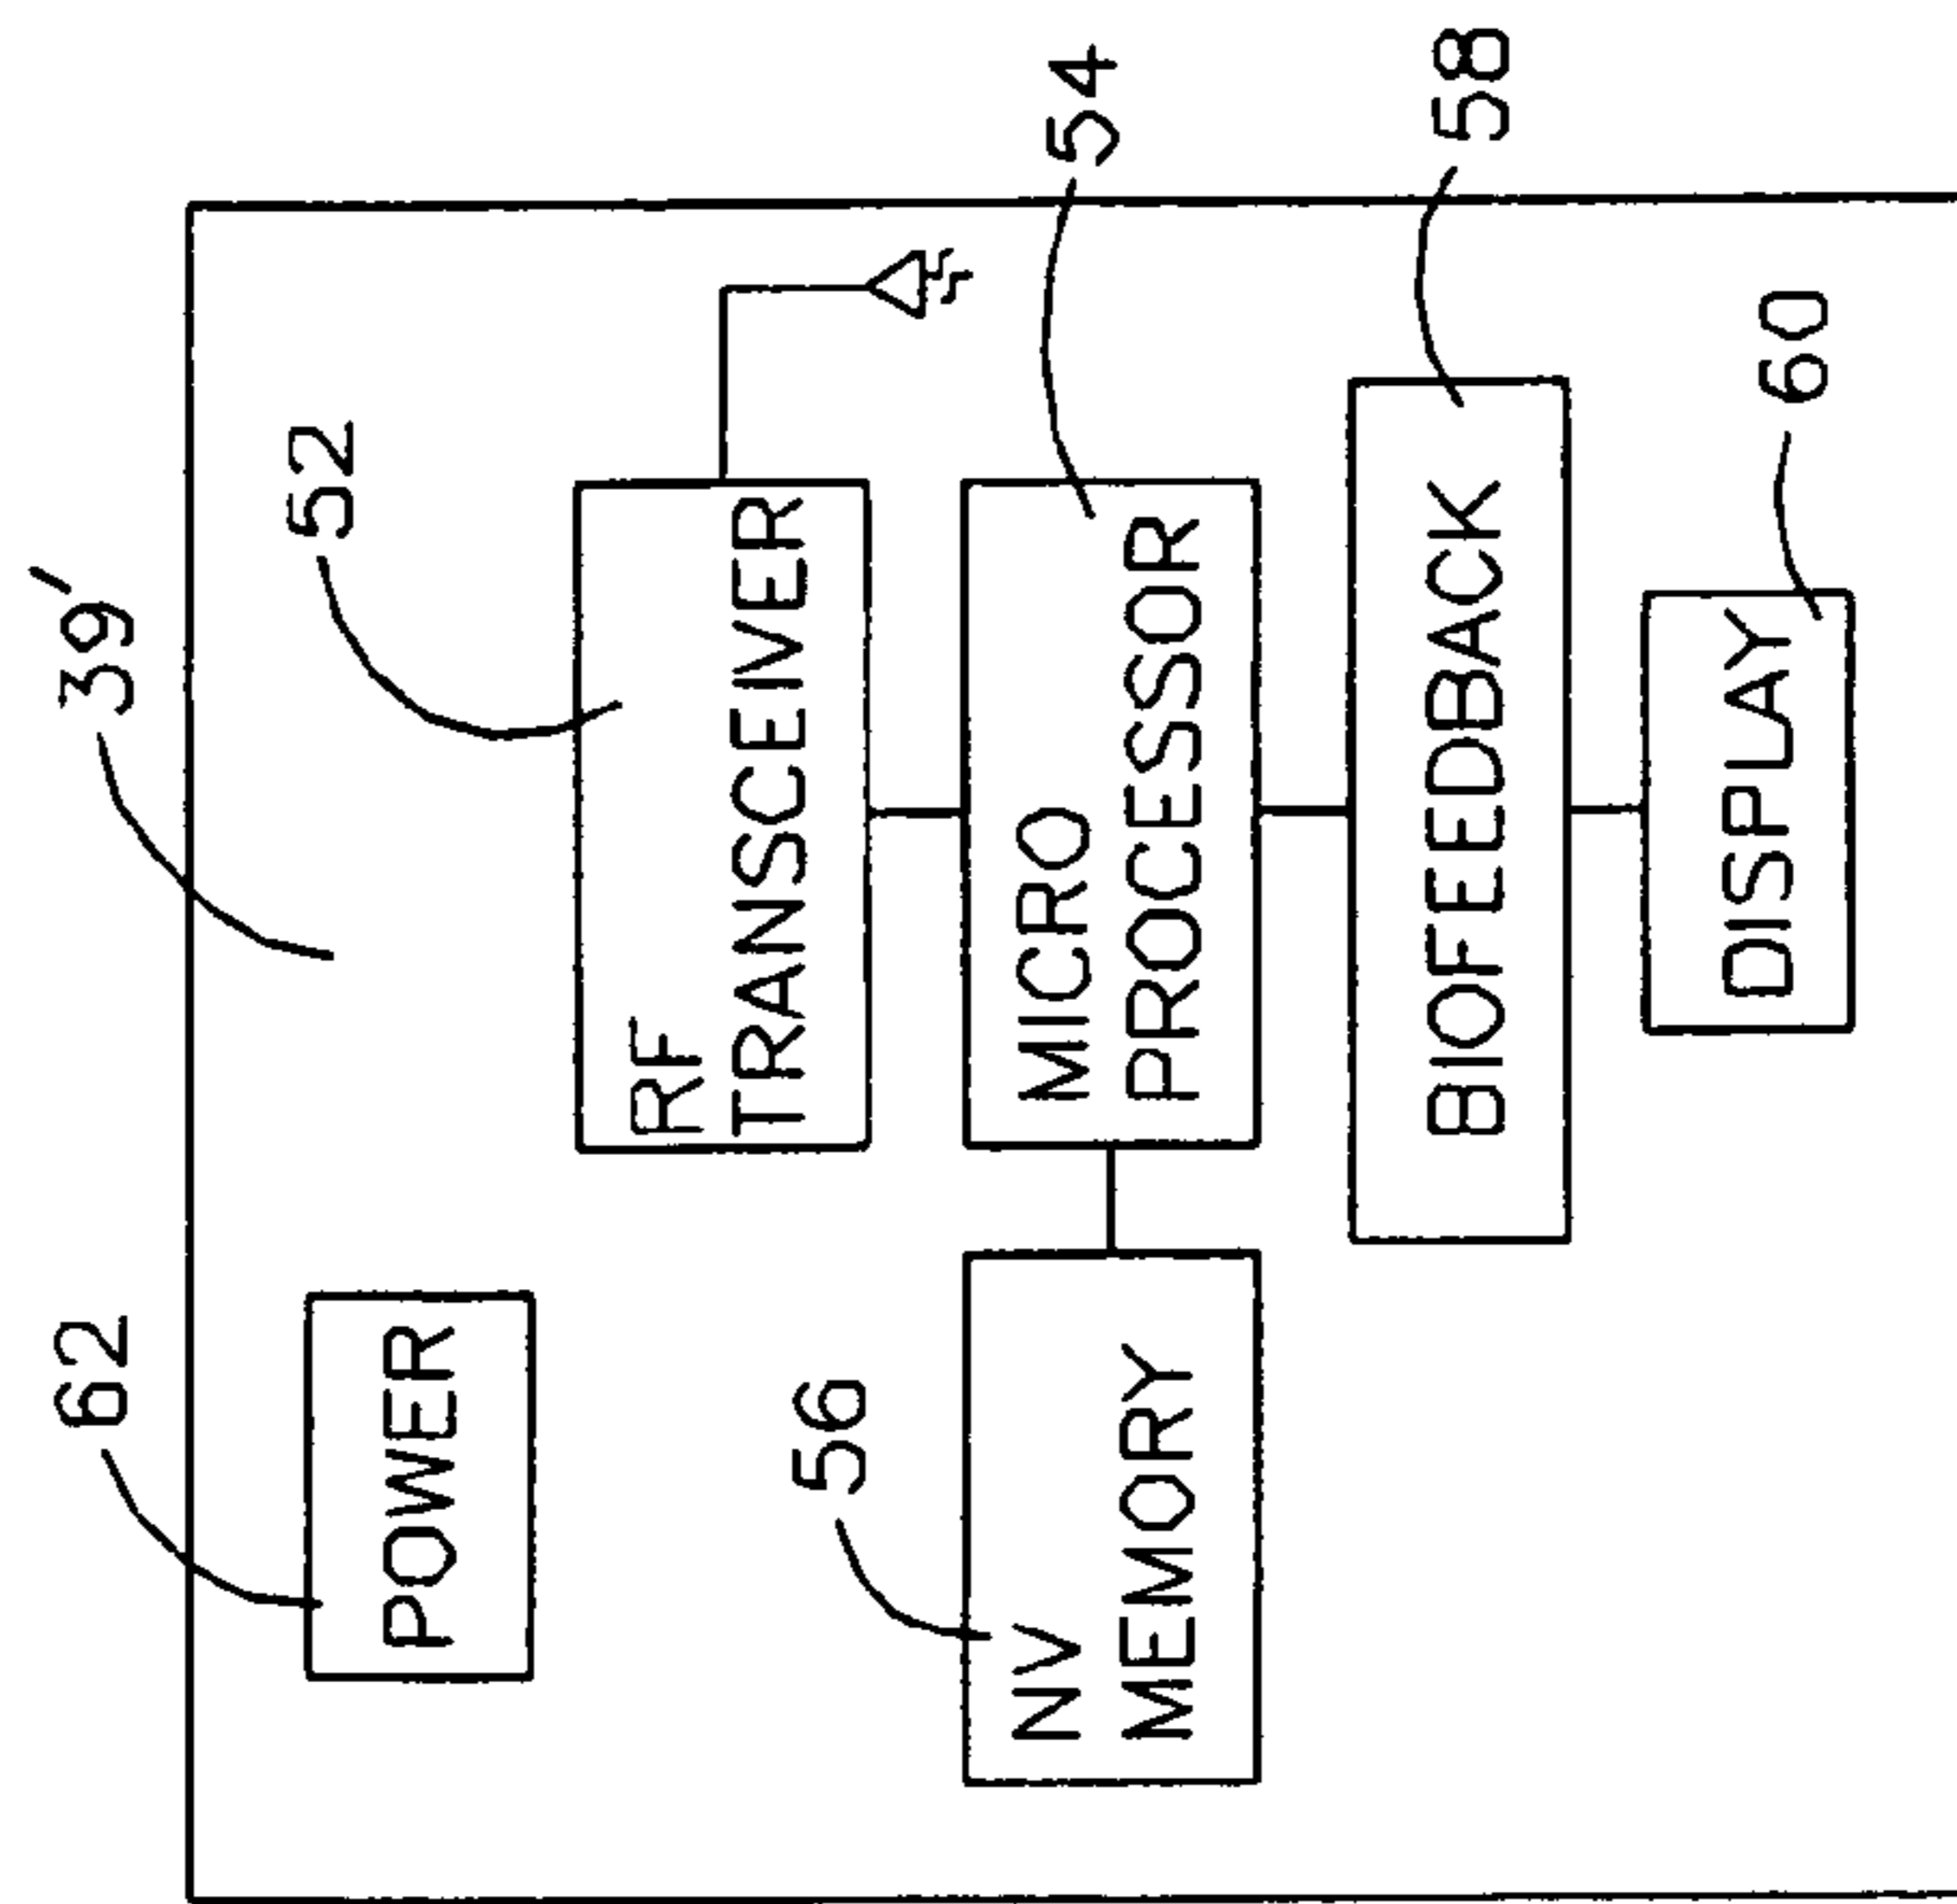 62
39'
52
POWER
RF
TRANSCEIVER
56
54
NV
MEMORY
MICRO
PROCESSOR
58
BIOFEEDBACK
DISPLAY
60